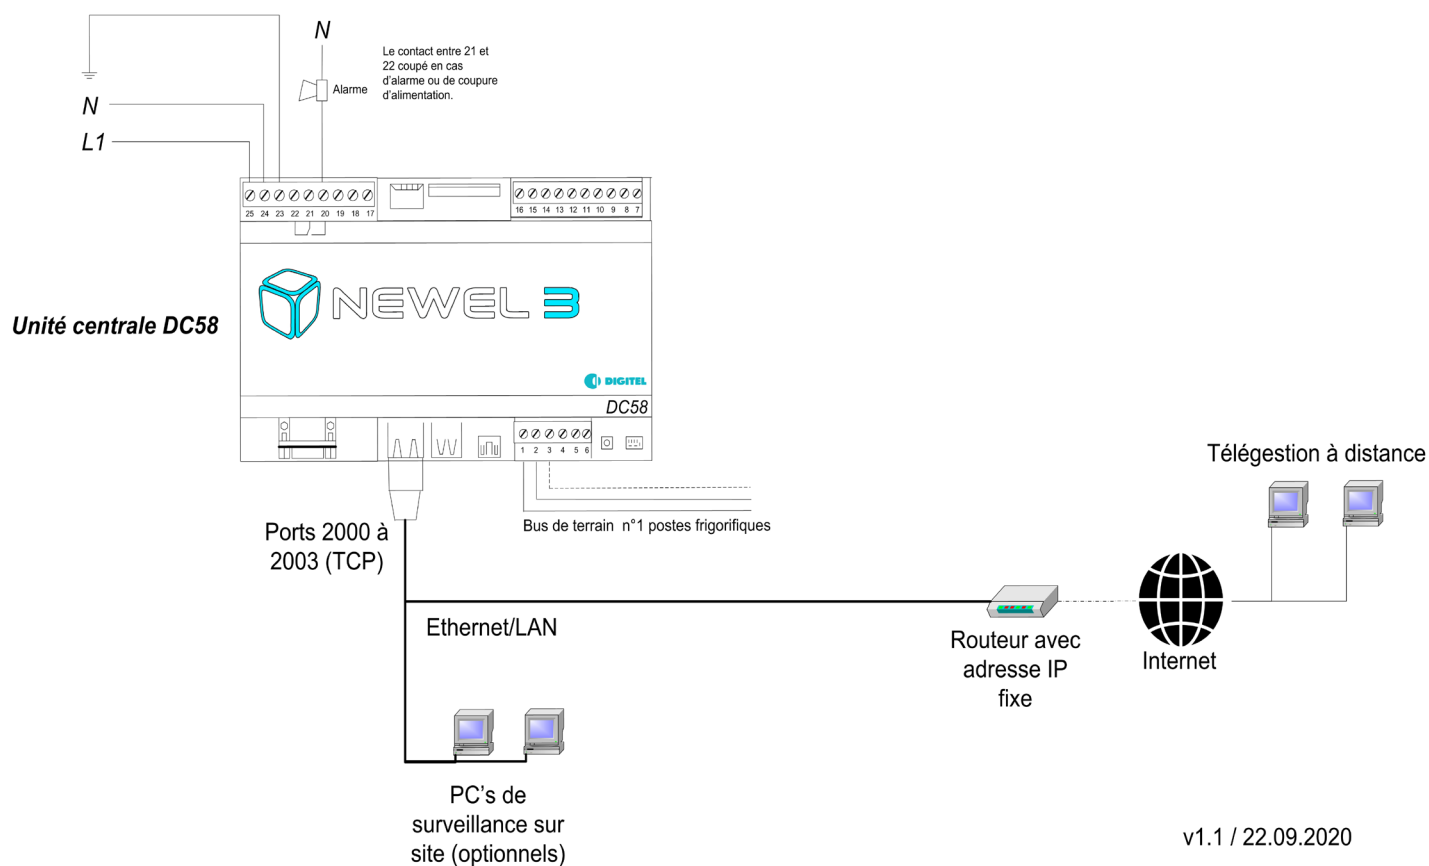 N
Le contact entre 21 et
22 coupé en cas
d'alarme ou de coupure
d'alimentation.
Alarme
N
L1
25 24 23 22 21 20 19 18 17
16 15 14 13 12 11 10 9 8 7
NEWEL 3
Unité centrale DC58
DIGITEL
DC58
1 2 3 4 5 6
Bus de terrain n°1 postes frigorifiques
Ports 2000 à
2003 (TCP)
Ethernet/LAN
Télégestion à distance
Routeur avec
adresse IP
fixe
Internet
PC's de
surveillance sur
site (optionnels)
v1.1 / 22.09.2020